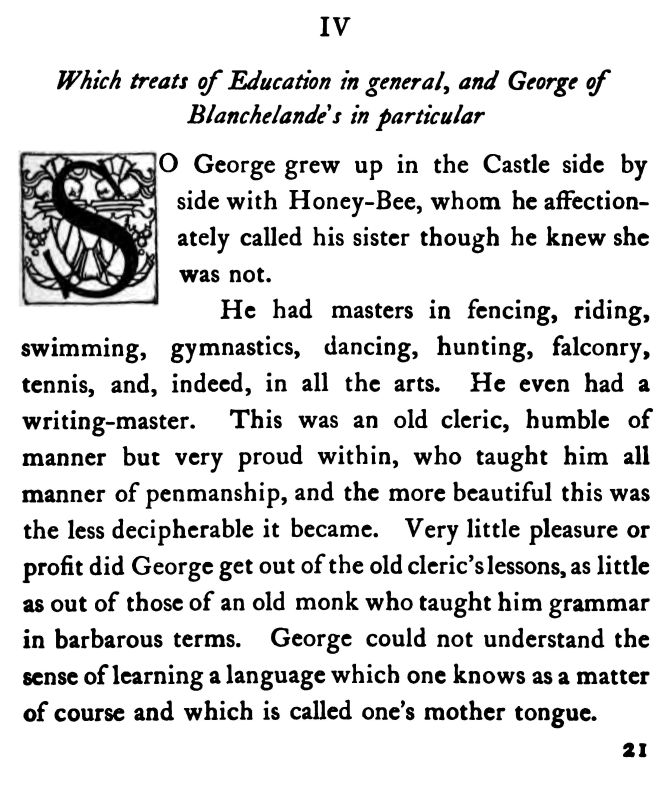 IV
Which treats of Education in general, and George of
Blanchelande's in particular
SO George grew up in the Castle side by
side with Honey-Bee, whom he affection-
ately called his sister though he knew she
was not.
He had masters in fencing, riding,
swimming, gymnastics, dancing, hunting, falconry,
tennis, and, indeed, in all the arts. He even had a
writing-master. This was an old cleric, humble of
manner but very proud within, who taught him all
manner of penmanship, and the more beautiful this was
the less decipherable it became. Very little pleasure or
profit did George get out of the old cleric's lessons, as little
as out of those of an old monk who taught him grammar
in barbarous terms. George could not understand the
sense of learning a language which one knows as a matter
of course and which is called one's mother tongue.
21